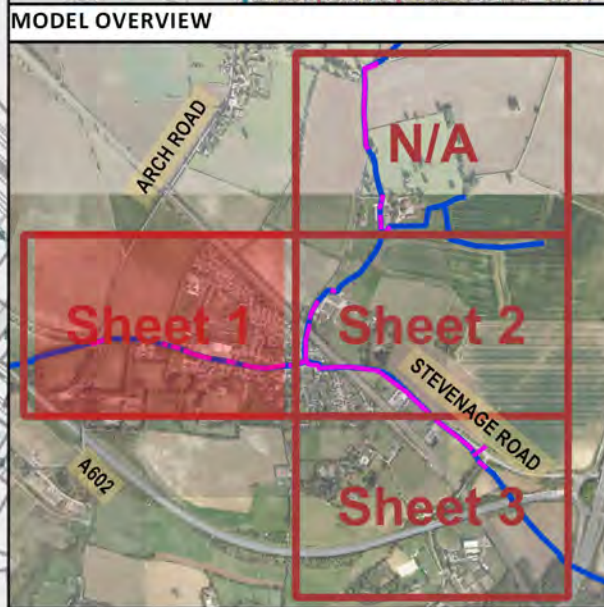 MODEL OVERVIEW
ARCH ROAD
N/A
Sheet 1
Sheet 2
STEVENAGE ROAD
A602
Sheet 3